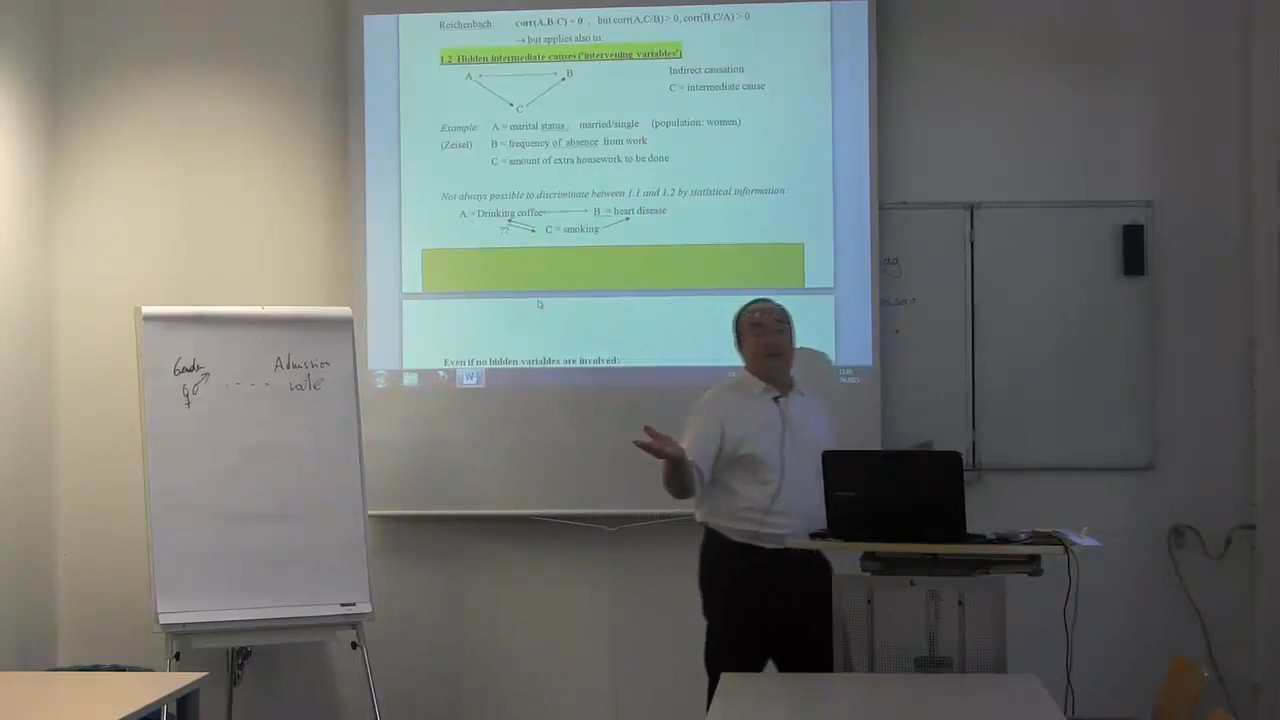 Reichenbach: corr(A,B/C) = 0 , but corr(A,C/B) > 0, corr(B,C/A) > 0
→ but applies also to:
1.2 Hidden intermediate causes ('intervening variables')
A B
C
Indirect causation
C = intermediate cause
Example: A = marital status : married/single (population: women)
(Zeisel) B = frequency of absence from work
C = amount of extra housework to be done
Not always possible to discriminate between 1.1 and 1.2 by statistical information:
A = Drinking coffee B = heart disease
?? C = smoking
Even if no hidden variables are involved:
W
Gender Admission
♀♂ - - - - rate